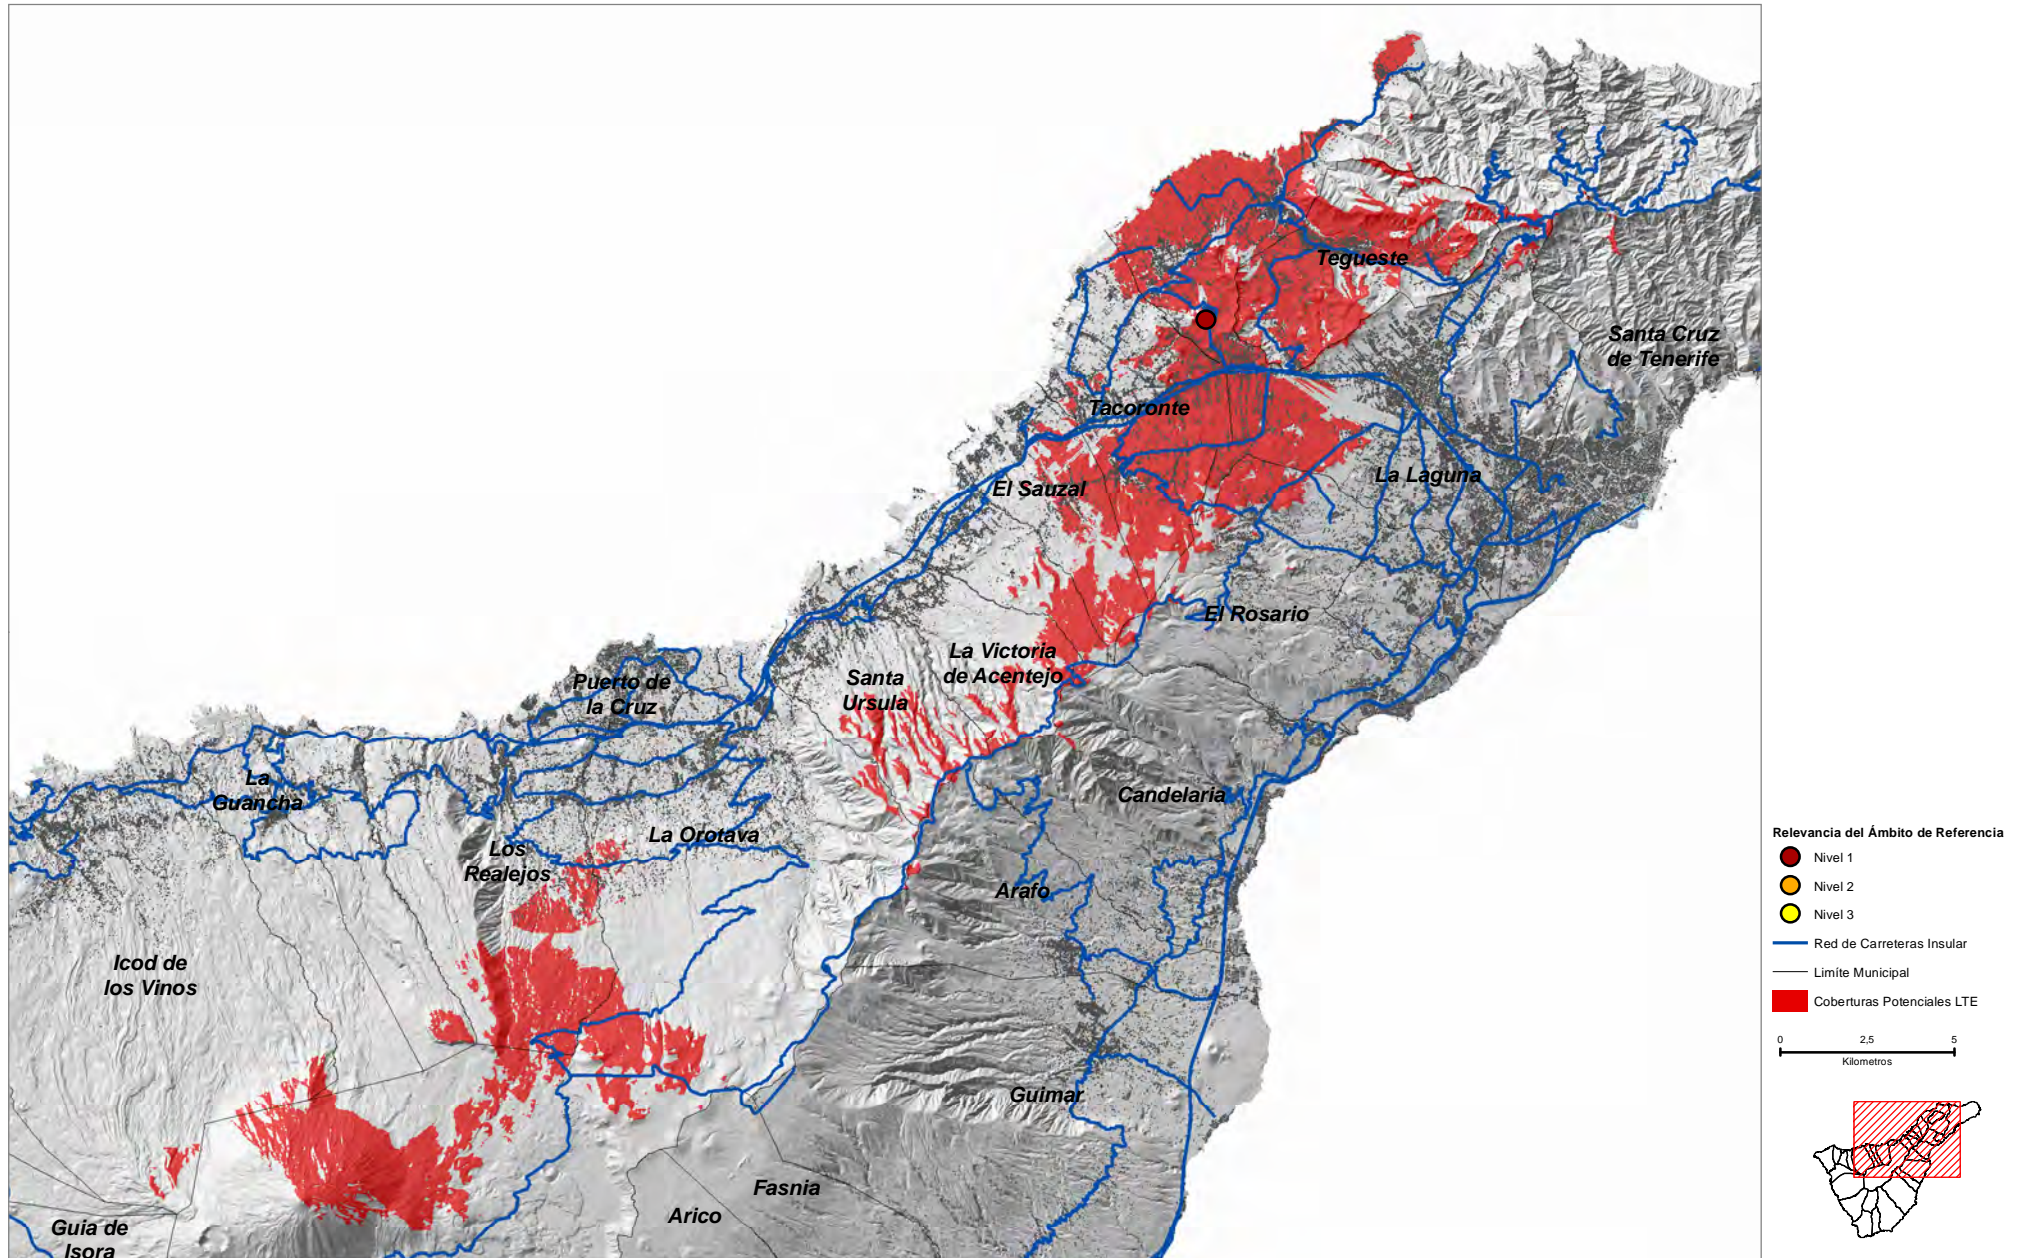 Tegueste
Santa Cruz
de Tenerife
Tacoronte
La Laguna
El Sauzal
El Rosario
La Victoria
de Acentejo
Santa
Ursula
Puerto de
la Cruz
La
Guancha
Candelaria
La Orotava
Los
Realejos
Arafo
Icod de
los Vinos
Guimar
Fasnia
Arico
Guia de
Isora
Relevancia del Ámbito de Referencia
Nivel 1
Nivel 2
Nivel 3
Red de Carreteras Insular
Limíte Municipal
Coberturas Potenciales LTE
0 2,5 5
Kilometros